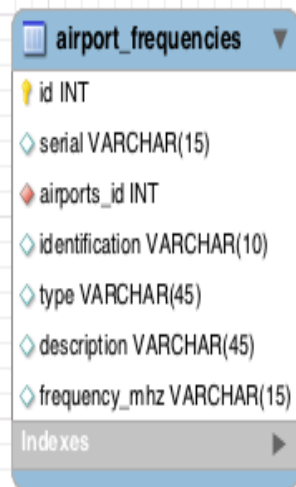 airport_frequencies
id INT
serial VARCHAR(15)
airports_id INT
identification VARCHAR(10)
type VARCHAR(45)
description VARCHAR(45)
frequency_mhz VARCHAR(15)
Indexes